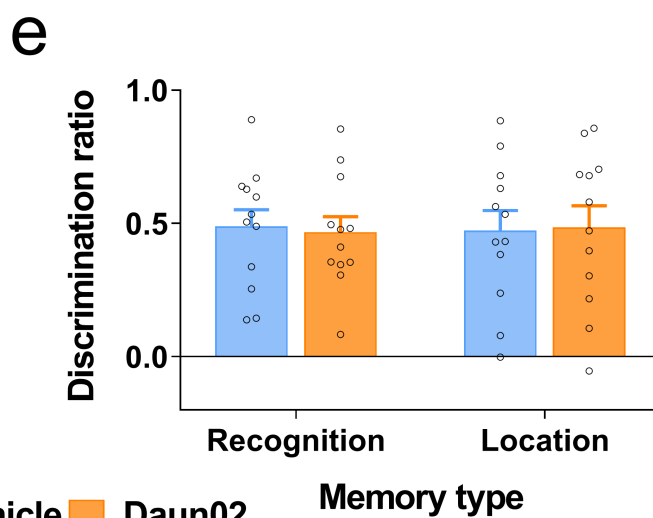 e
1.0
0.5
0.0
Discrimination ratio
Recognition Location
Memory type
Daun02